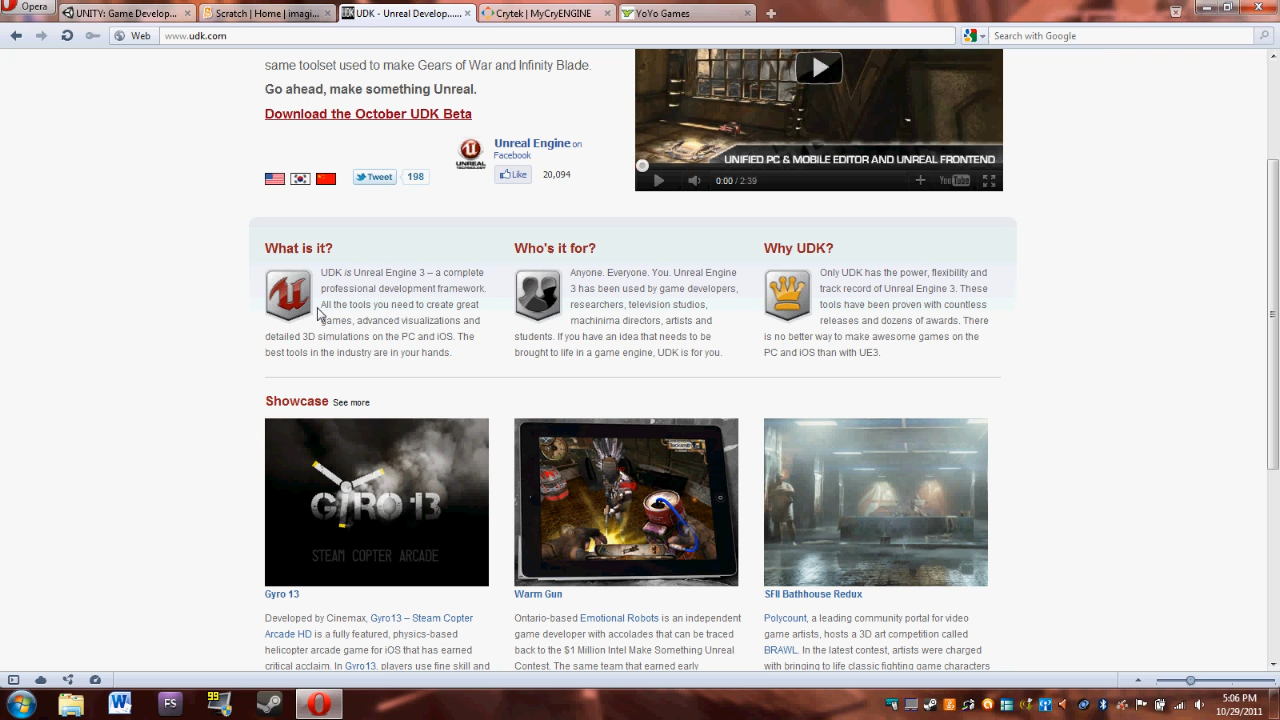 Opera
UNITY: Game Develop...
Scratch | Home | imagi...
UDK - Unreal Develop...
Crytek | MyCryENGINE
YoYo Games
Web
www.udk.com
Search with Google
same toolset used to make Gears of War and Infinity Blade.
Go ahead, make something Unreal.
Download the October UDK Beta
Unreal Engine on
Facebook
UNREAL
TECHNOLOGY
Tweet
198
Like
20,094
UNIFIED PC & MOBILE EDITOR AND UNREAL FRONTEND
0:00 / 2:39
YouTube
What is it?
UDK is Unreal Engine 3 – a complete
professional development framework.
All the tools you need to create great
games, advanced visualizations and
detailed 3D simulations on the PC and iOS. The
best tools in the industry are in your hands.
Who's it for?
Anyone. Everyone. You. Unreal Engine
3 has been used by game developers,
researchers, television studios,
machinima directors, artists and
students. If you have an idea that needs to be
brought to life in a game engine, UDK is for you.
Why UDK?
Only UDK has the power, flexibility and
track record of Unreal Engine 3. These
tools have been proven with countless
releases and dozens of awards. There
is no better way to make awesome games on the
PC and iOS than with UE3.
Showcase See more
GYRO 13
STEAM COPTER ARCADE
Gyro 13
Developed by Cinemax, Gyro13 – Steam Copter
Arcade HD is a fully featured, physics-based
helicopter arcade game for iOS that has earned
critical acclaim. In Gyro13, players use fine skill and
Warm Gun
Ontario-based Emotional Robots is an independent
game developer with accolades that can be traced
back to the $1 Million Intel Make Something Unreal
Contest. The same team that earned early
SFII Bathhouse Redux
Polycount, a leading community portal for video
game artists, hosts a 3D art competition called
BRAWL. In the latest contest, artists were charged
with bringing to life classic fighting game characters
FS
99
5:06 PM
10/29/2011